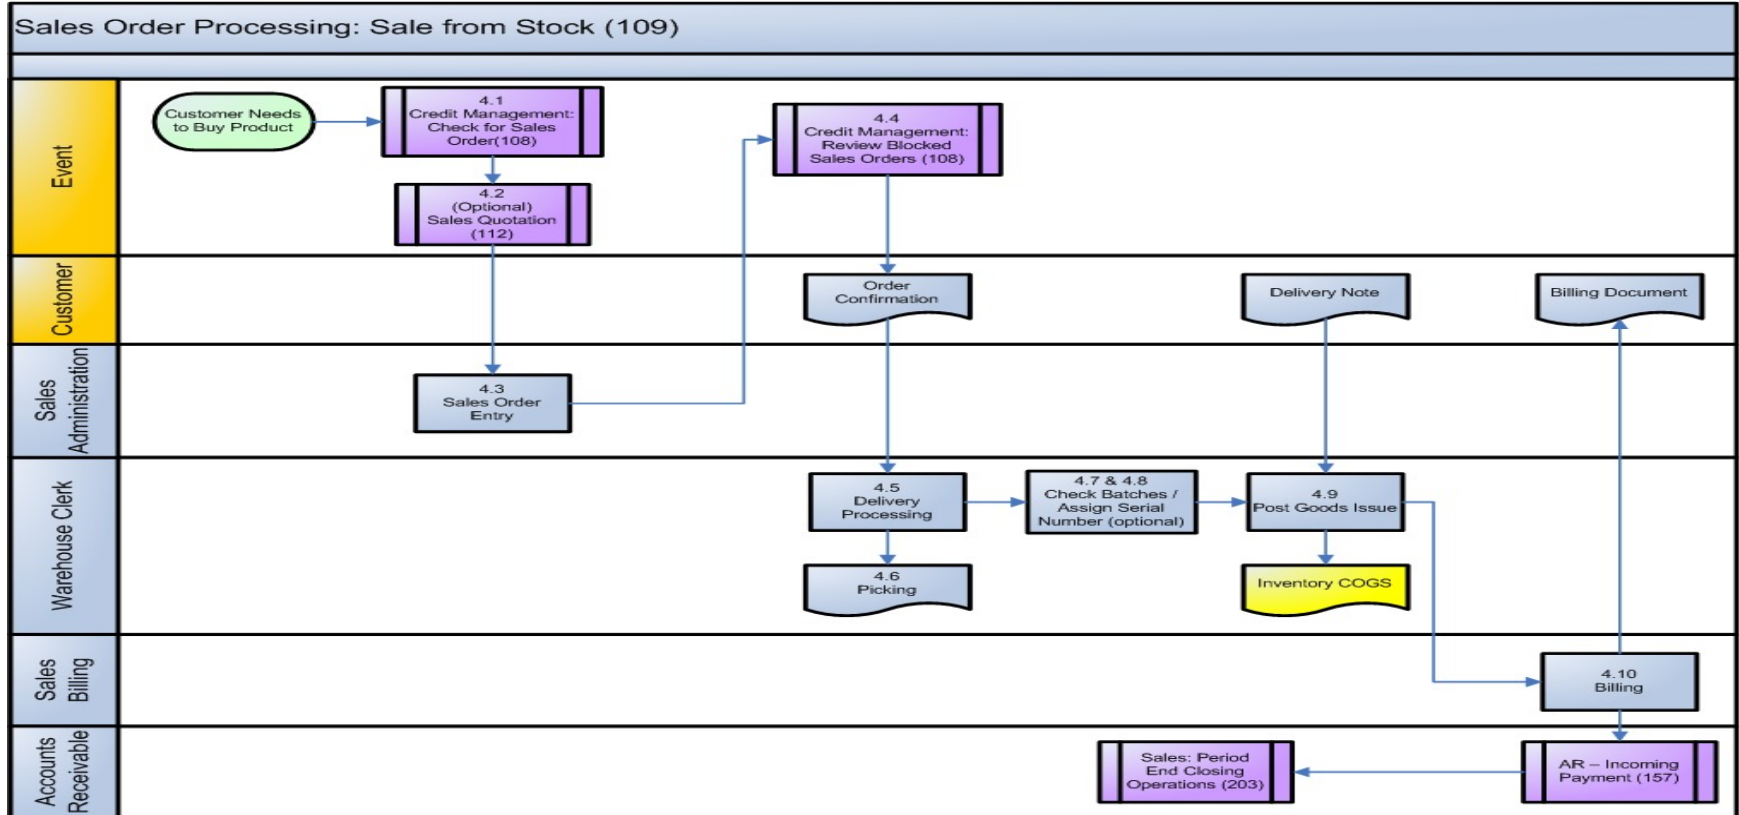 Sales Order Processing: Sale from Stock (109)
Event
Customer Needs
to Buy Product
4.1
Credit Management:
Check for Sales
Order(108)
4.2
(Optional)
Sales Quotation
(112)
4.4
Credit Management:
Review Blocked
Sales Orders (108)
Customer
Order
Confirmation
Delivery Note
Billing Document
Sales
Administration
4.3
Sales Order
Entry
Warehouse Clerk
4.5
Delivery
Processing
4.7 & 4.8
Check Batches /
Assign Serial
Number (optional)
4.9
Post Goods Issue
4.6
Picking
Inventory COGS
Sales
Billing
4.10
Billing
Accounts
Receivable
Sales: Period
End Closing
Operations (203)
AR – Incoming
Payment (157)